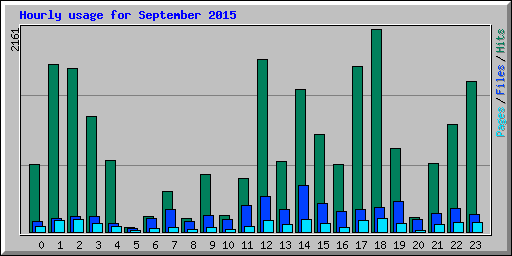 Hourly usage for September 2015
2161
0 1 2 3 4 5 6 7 8 9 10 11 12 13 14 15 16 17 18 19 20 21 22 23
Pages/Files/Hits